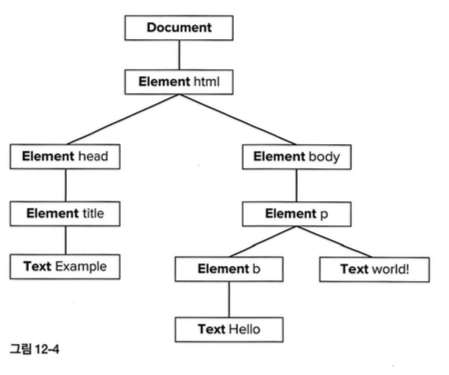 Document
Element html
Element head
Element body
Element title
Element p
Text Example
Element b
Text world!
Text Hello
그림 12-4